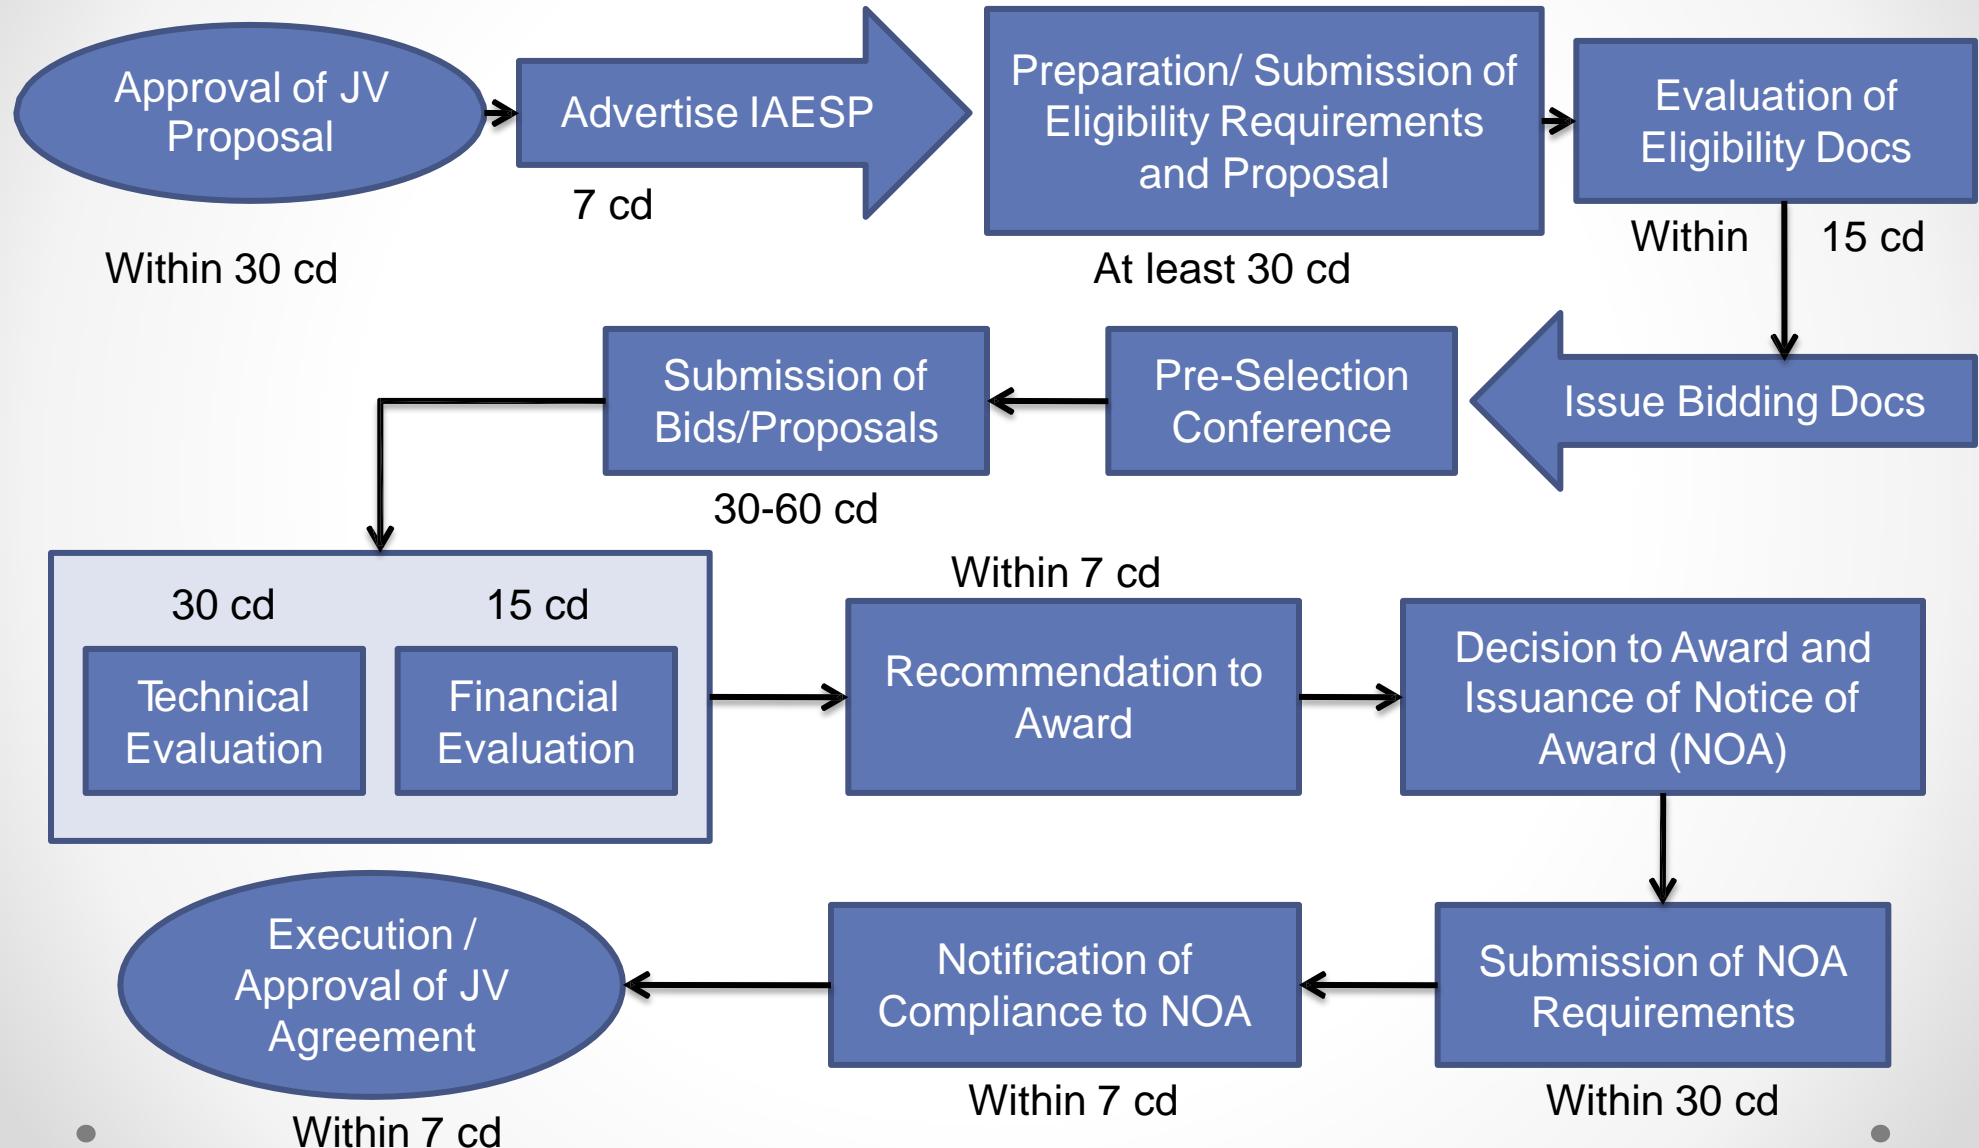 Approval of JV
Proposal
Within 30 cd
Advertise IAESP
7 cd
Preparation/ Submission of
Eligibility Requirements
and Proposal
At least 30 cd
Evaluation of
Eligibility Docs
Within 15 cd
Issue Bidding Docs
Pre-Selection
Conference
Submission of
Bids/Proposals
30-60 cd
30 cd
Technical
Evaluation
15 cd
Financial
Evaluation
Within 7 cd
Recommendation to
Award
Decision to Award and
Issuance of Notice of
Award (NOA)
Submission of NOA
Requirements
Within 30 cd
Notification of
Compliance to NOA
Within 7 cd
Execution /
Approval of JV
Agreement
Within 7 cd